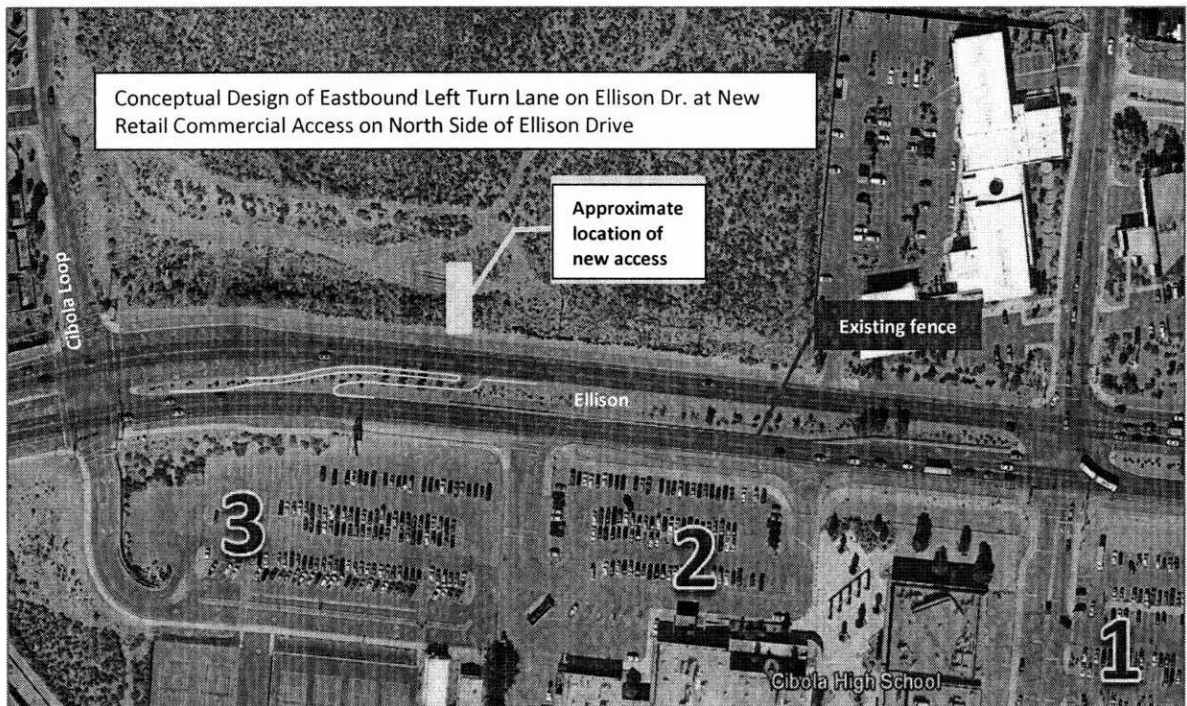 Conceptual Design of Eastbound Left Turn Lane on Ellison Dr. at New
Retail Commercial Access on North Side of Ellison Drive
Approximate
location of
new access
Cibola Loop
Existing fence
Ellison
3
2
1
Cibola High School